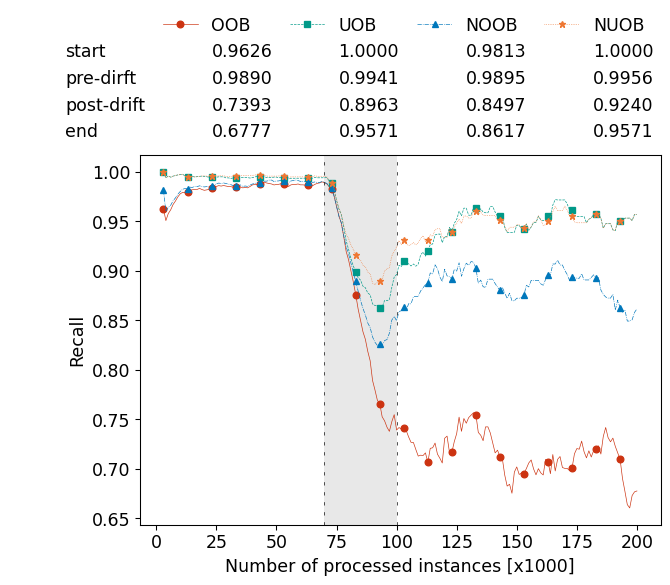 OOB UOB NOOB NUOB
start 0.9626 1.0000 0.9813 1.0000
pre-dirft 0.9890 0.9941 0.9895 0.9956
post-drift 0.7393 0.8963 0.8497 0.9240
end 0.6777 0.9571 0.8617 0.9571
1.00
0.95
0.90
0.85
0.80
0.75
0.70
0.65
Recall
0 25 50 75 100 125 150 175 200
Number of processed instances [x1000]